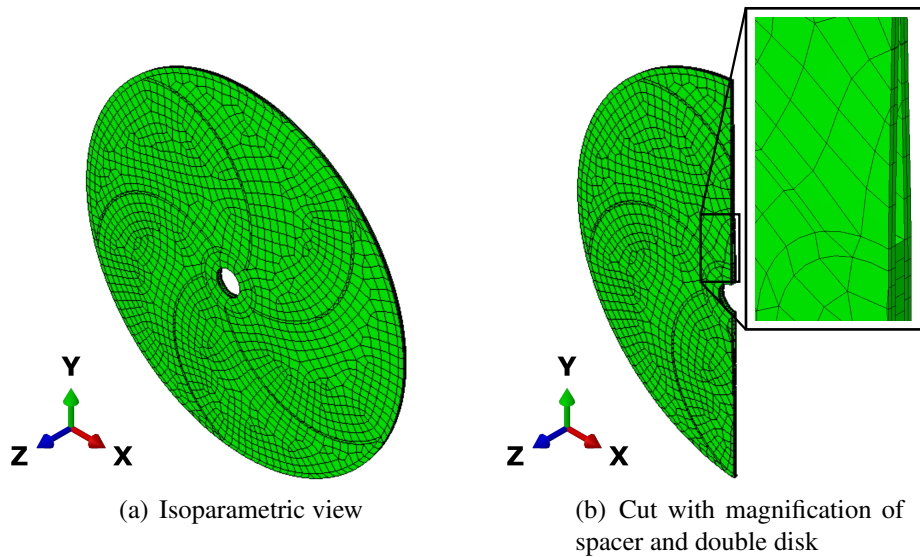 Y
Z
X
Y
Z
X
(a) Isoparametric view
(b) Cut with magnification of
spacer and double disk